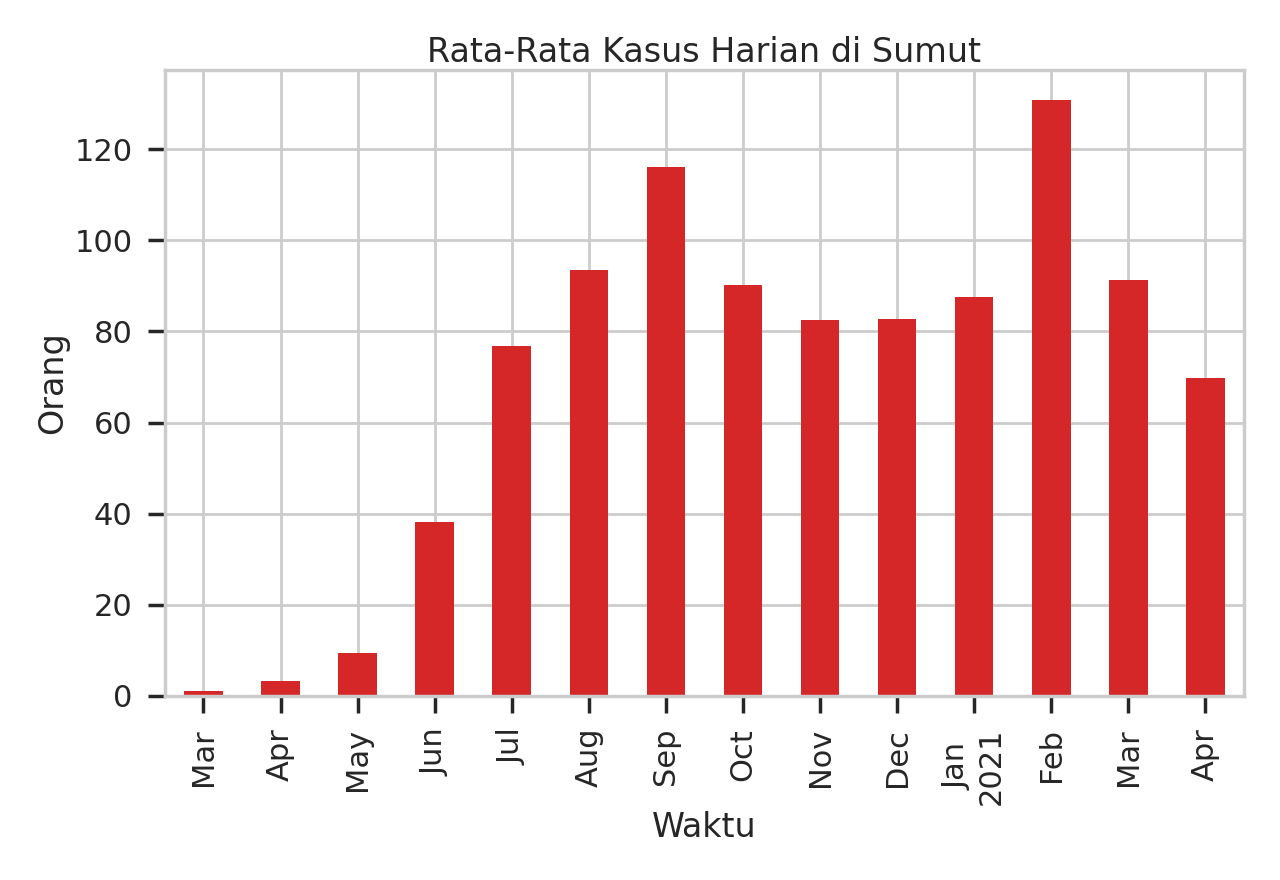 Rata-Rata Kasus Harian di Sumut
Orang
120
100
80
60
40
20
0
Mar
Apr
May
Jun
Jul
Aug
Sep
Oct
Nov
Dec
Jan
2021
Feb
Mar
Apr
Waktu